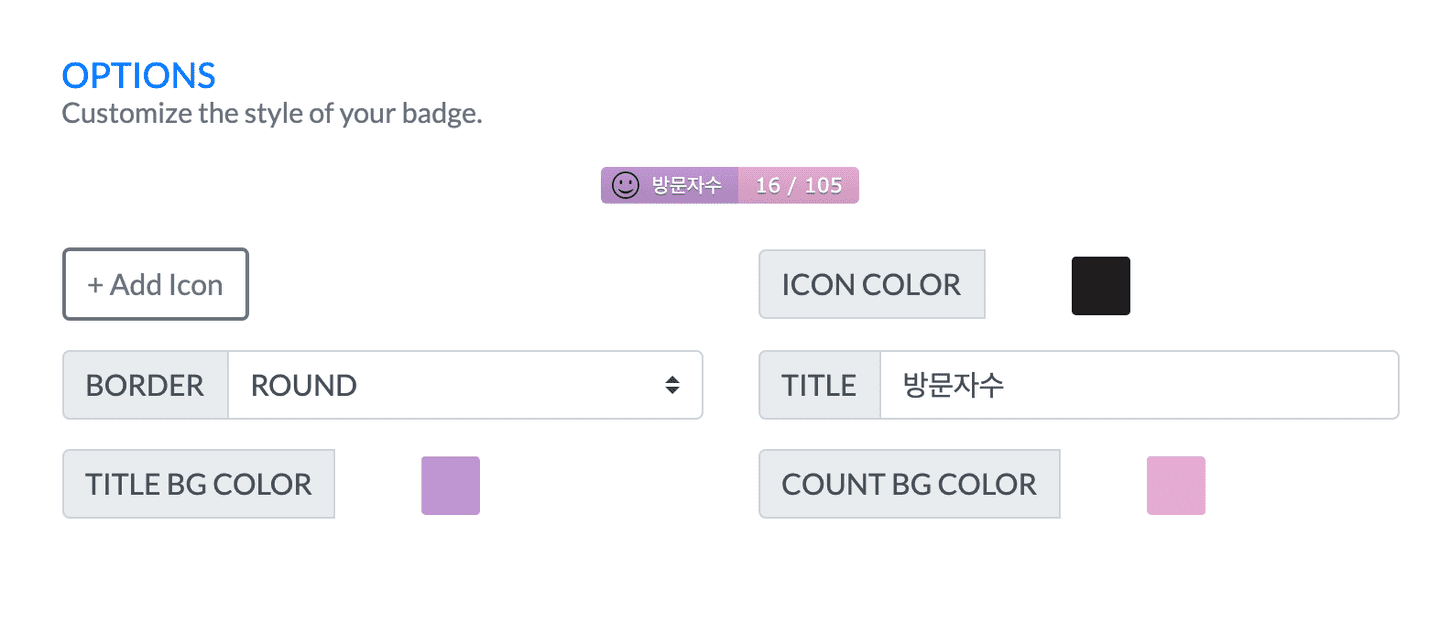 OPTIONS
Customize the style of your badge.
방문자수 16 / 105
+ Add Icon
ICON COLOR
BORDER ROUND
TITLE 방문자수
TITLE BG COLOR
COUNT BG COLOR